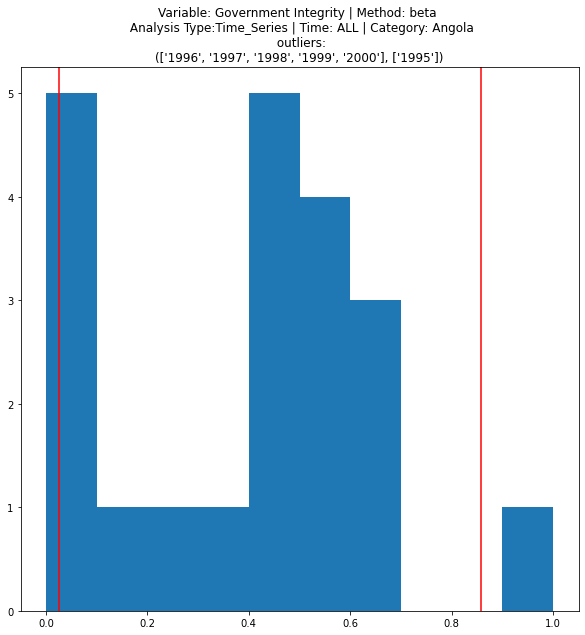 Variable: Government Integrity | Method: beta
Analysis Type:Time_Series | Time: ALL | Category: Angola
outliers:
(['1996', '1997', '1998', '1999', '2000'], ['1995'])
5
4
3
2
1
0
0.0 0.2 0.4 0.6 0.8 1.0